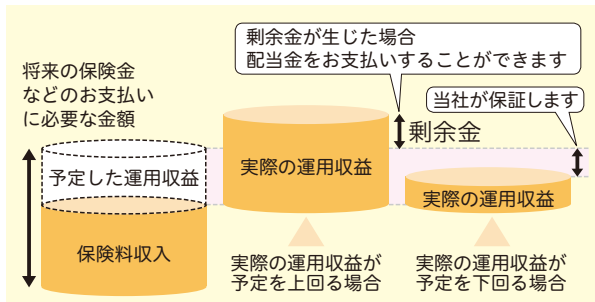 将来の保険金
などのお支払い
に必要な金額
予定した運用収益
保険料収入
剰余金が生じた場合
配当金をお支払いすることができます
当社が保証します
剰余金
実際の運用収益
実際の運用収益
実際の運用収益が
予定を上回る場合
実際の運用収益が
予定を下回る場合